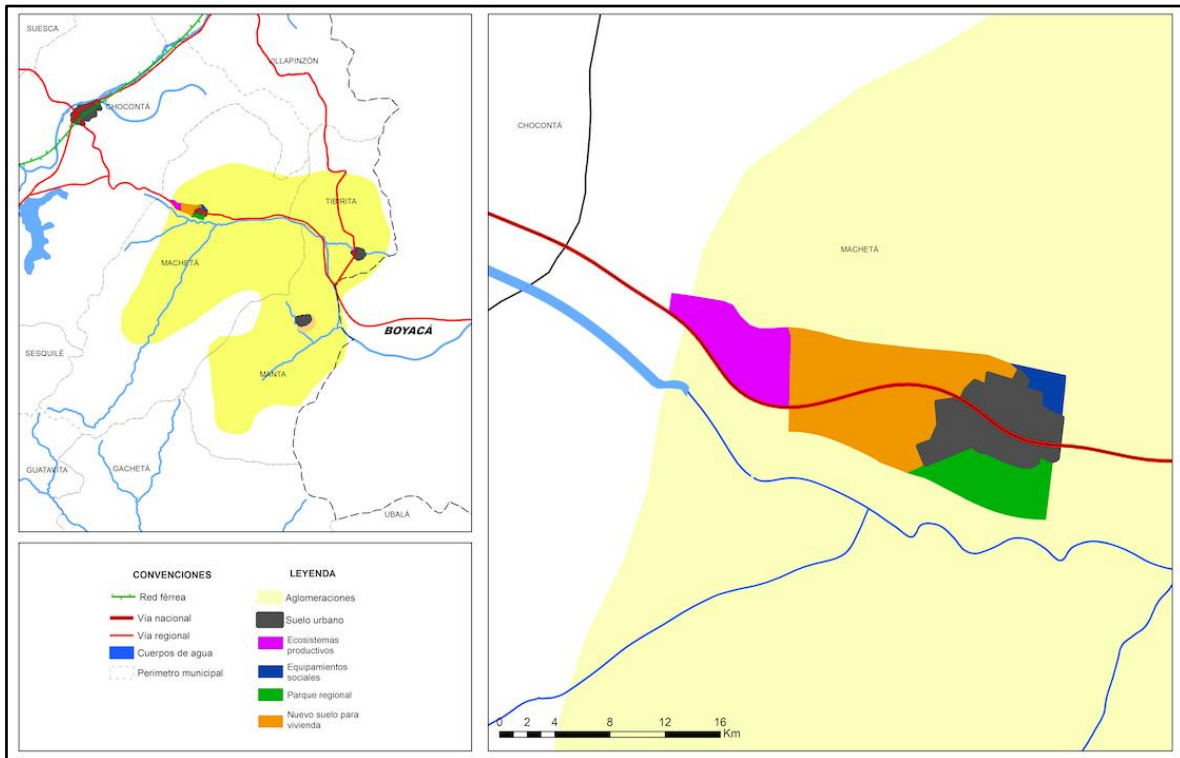 SUESCA
VILLAPINZÓN
CHOCONTÁ
TIBIRITA
MACHETÁ
BOYACÁ
SESQUILÉ
MANTA
GUATAVITA
GACHETÁ
UBALÁ
CONVENCIONES
Red férrea
Vía nacional
Vía regional
Cuerpos de agua
Perimetro municipal
LEYENDA
Aglomeraciones
Suelo urbano
Ecosistemas
productivos
Equipamientos
sociales
Parque regional
Nuevo suelo para
vivienda
CHOCONTÁ
MACHETÁ
0 2 4 8 12 16
Km